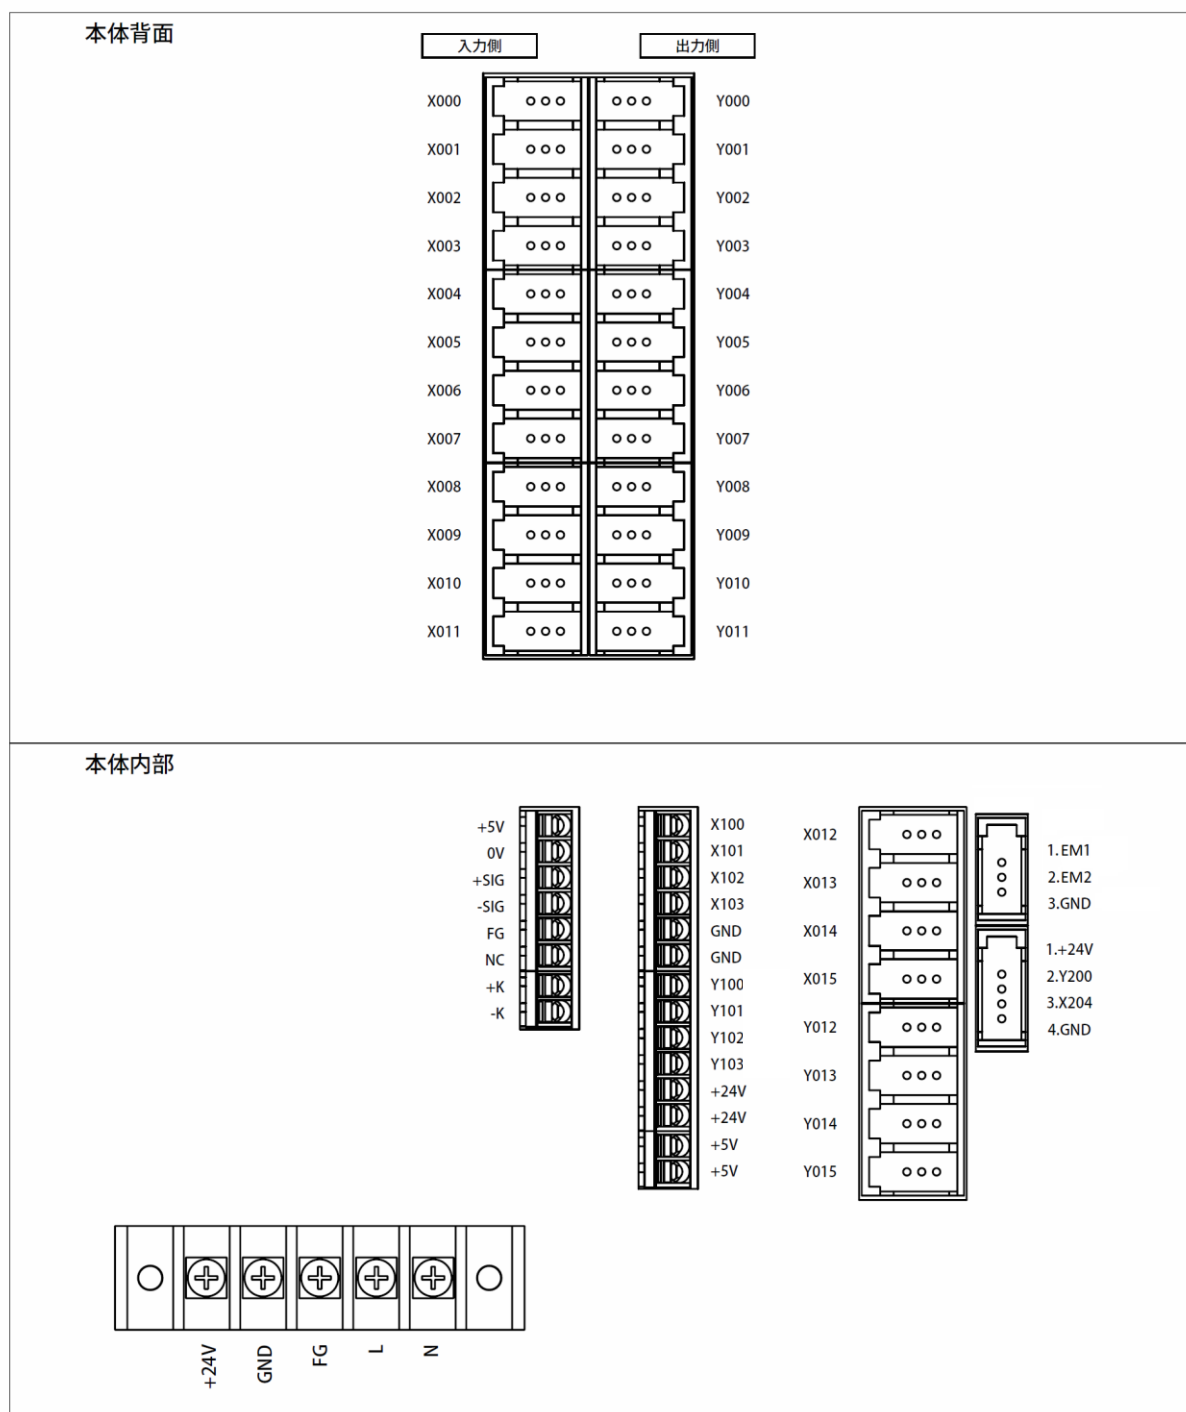 本体背面
入力側
出力側
X000
Y000
X001
Y001
X002
Y002
X003
Y003
X004
Y004
X005
Y005
X006
Y006
X007
Y007
X008
Y008
X009
Y009
X010
Y010
X011
Y011
本体内部
+5V
0V
+SIG
-SIG
FG
NC
+K
-K
X100
X101
X102
X103
GND
GND
Y100
Y101
Y102
Y103
+24V
+24V
+5V
+5V
X012
X013
X014
X015
Y012
Y013
Y014
Y015
1.EM1
2.EM2
3.GND
1.+24V
2.Y200
3.X204
4.GND
+24V
GND
FG
L
N